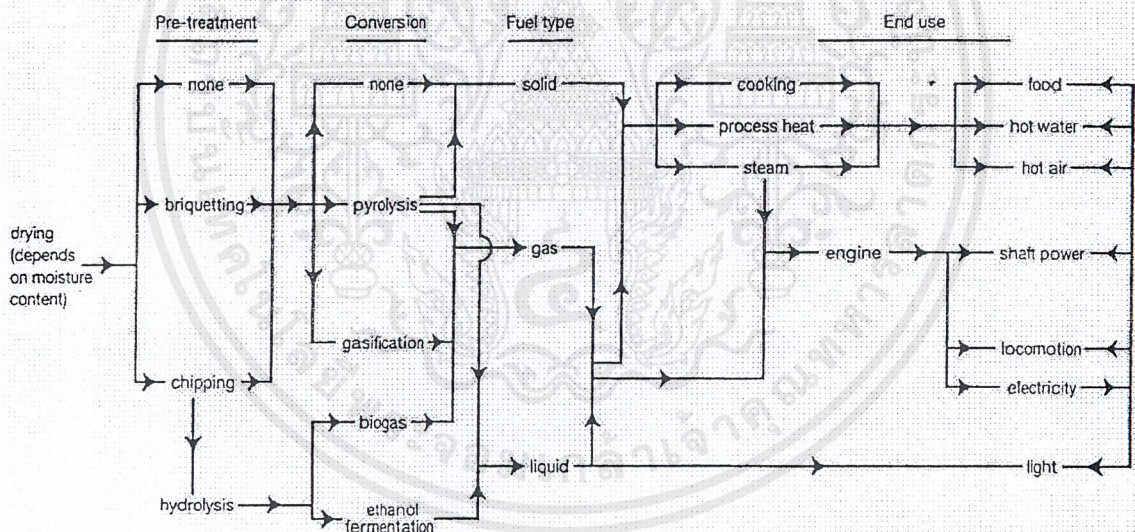 Pre-treatment
Conversion
Fuel type
End use
none
none
solid
cooking
food
process heat
hot water
steam
hot air
briquetting
pyrolysis
drying
(depends
on moisture
content)
gas
engine
shaft power
gasification
locomotion
chipping
electricity
biogas
liquid
light
hydrolysis
ethanol
fermentation